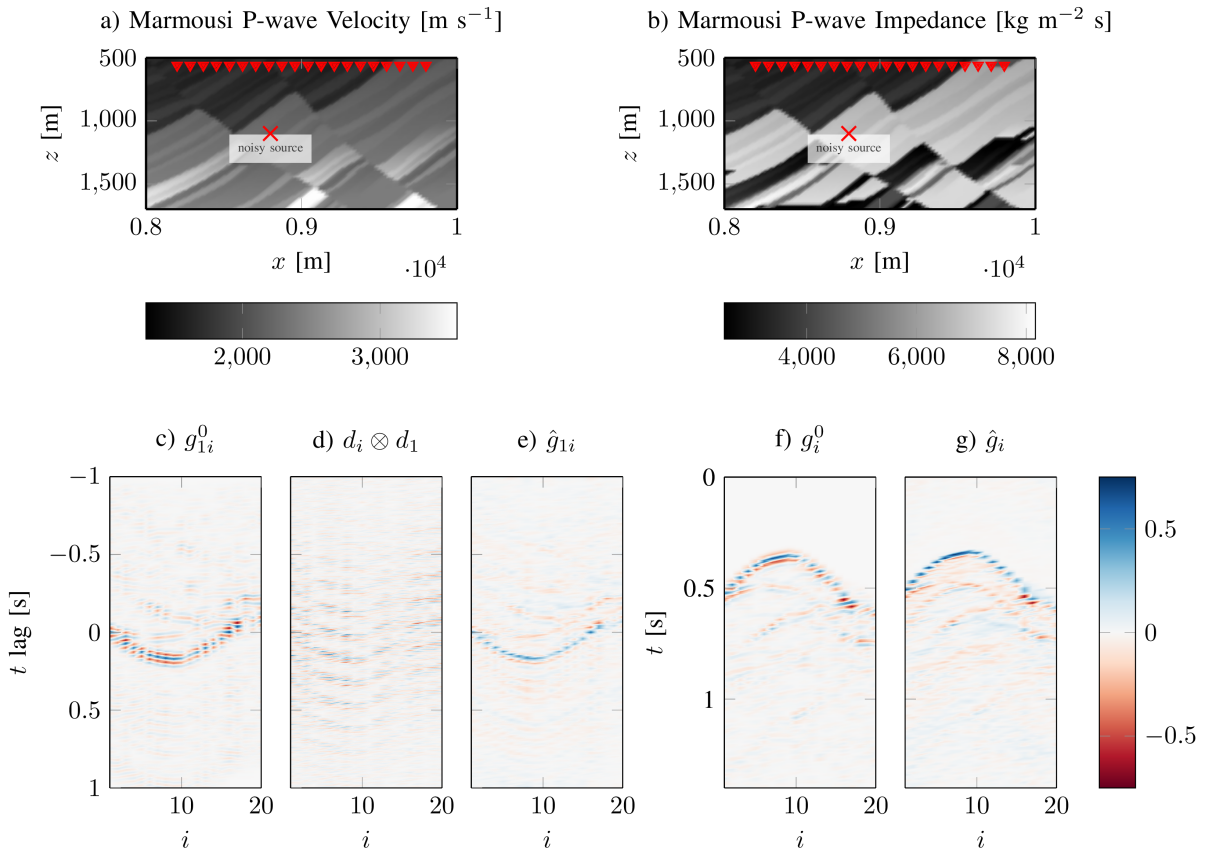 a) Marmousi P-wave Velocity [m s⁻¹]
b) Marmousi P-wave Impedance [kg m⁻² s]
500
1,000
1,500
z [m]
noisy source
0.8
0.9
1
x [m]
·10⁴
2,000
3,000
500
1,000
1,500
z [m]
noisy source
0.8
0.9
1
x [m]
·10⁴
4,000
6,000
8,000
c) g⁰₁ᵢ
d) dᵢ ⊗ d₁
e) ĝ₁ᵢ
f) g⁰ᵢ
g) ĝᵢ
−1
−0.5
0
0.5
1
t lag [s]
10
20
i
10
20
i
10
20
i
0
0.5
1
t [s]
10
20
i
10
20
i
0.5
0
−0.5